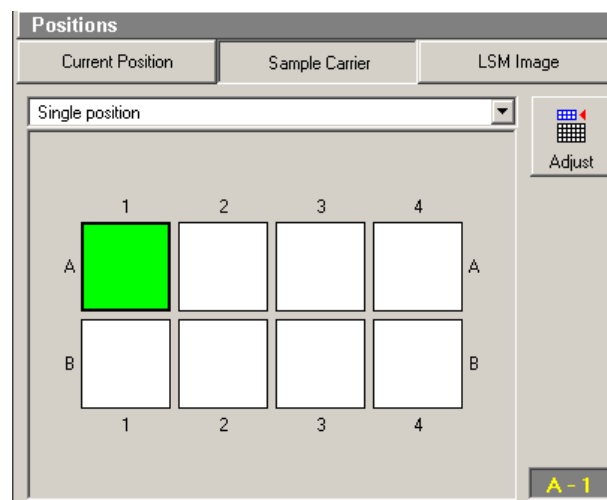 Positions
Current Position Sample Carrier LSM Image
Single position
Adjust
1 2 3 4
A A
B B
1 2 3 4
A - 1